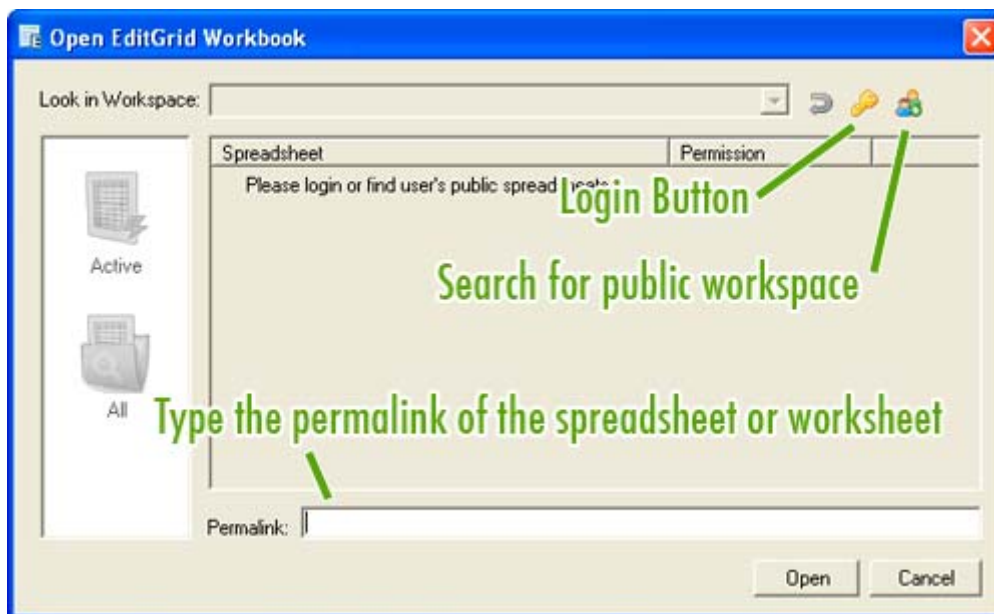 Open EditGrid Workbook
Look in Workspace:
Spreadsheet Permission
Please login or find user's public
Login Button
Active
Search for public workspace
All
Type the permalink of the spreadsheet or worksheet
Permalink:
Open Cancel